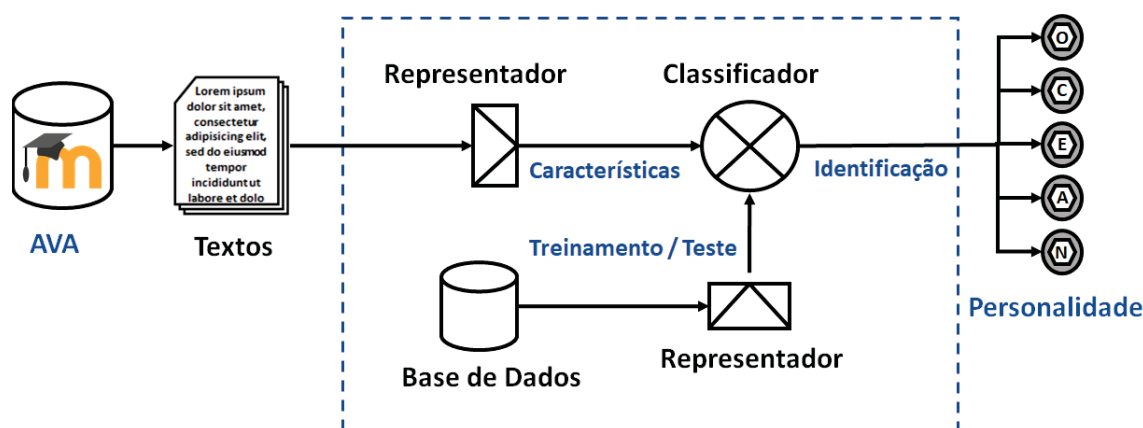 Representador
Classificador
Lorem ipsum
dolor sit amet,
consectetur
adipisicing elit,
sed do eiusmod
tempor
incididunt ut
labore et dolo
m
O
C
E
A
N
Características
Identificação
AVA
Textos
Treinamento / Teste
Personalidade
Representador
Base de Dados